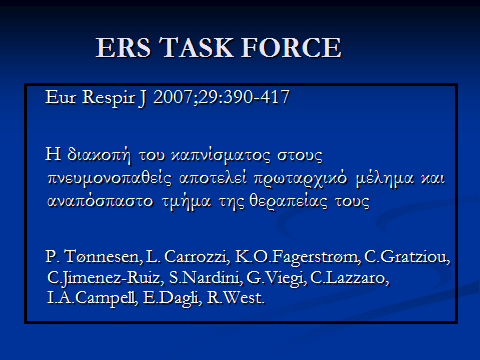 ERS TASK FORCE
Eur Respir J 2007;29:390-417
Η διακοπή του καπνίσματος στους
πνευμονοπαθείς αποτελεί πρωταρχικό μέλημα και
αναπόσπαστο τμήμα της θεραπείας τους
P. Tønnesen, L. Carrozzi, K.O.Fagerstrøm, C.Gratziou,
C.Jimenez-Ruiz, S.Nardini, G.Viegi, C.Lazzaro,
I.A.Campell, E.Dagli, R.West.